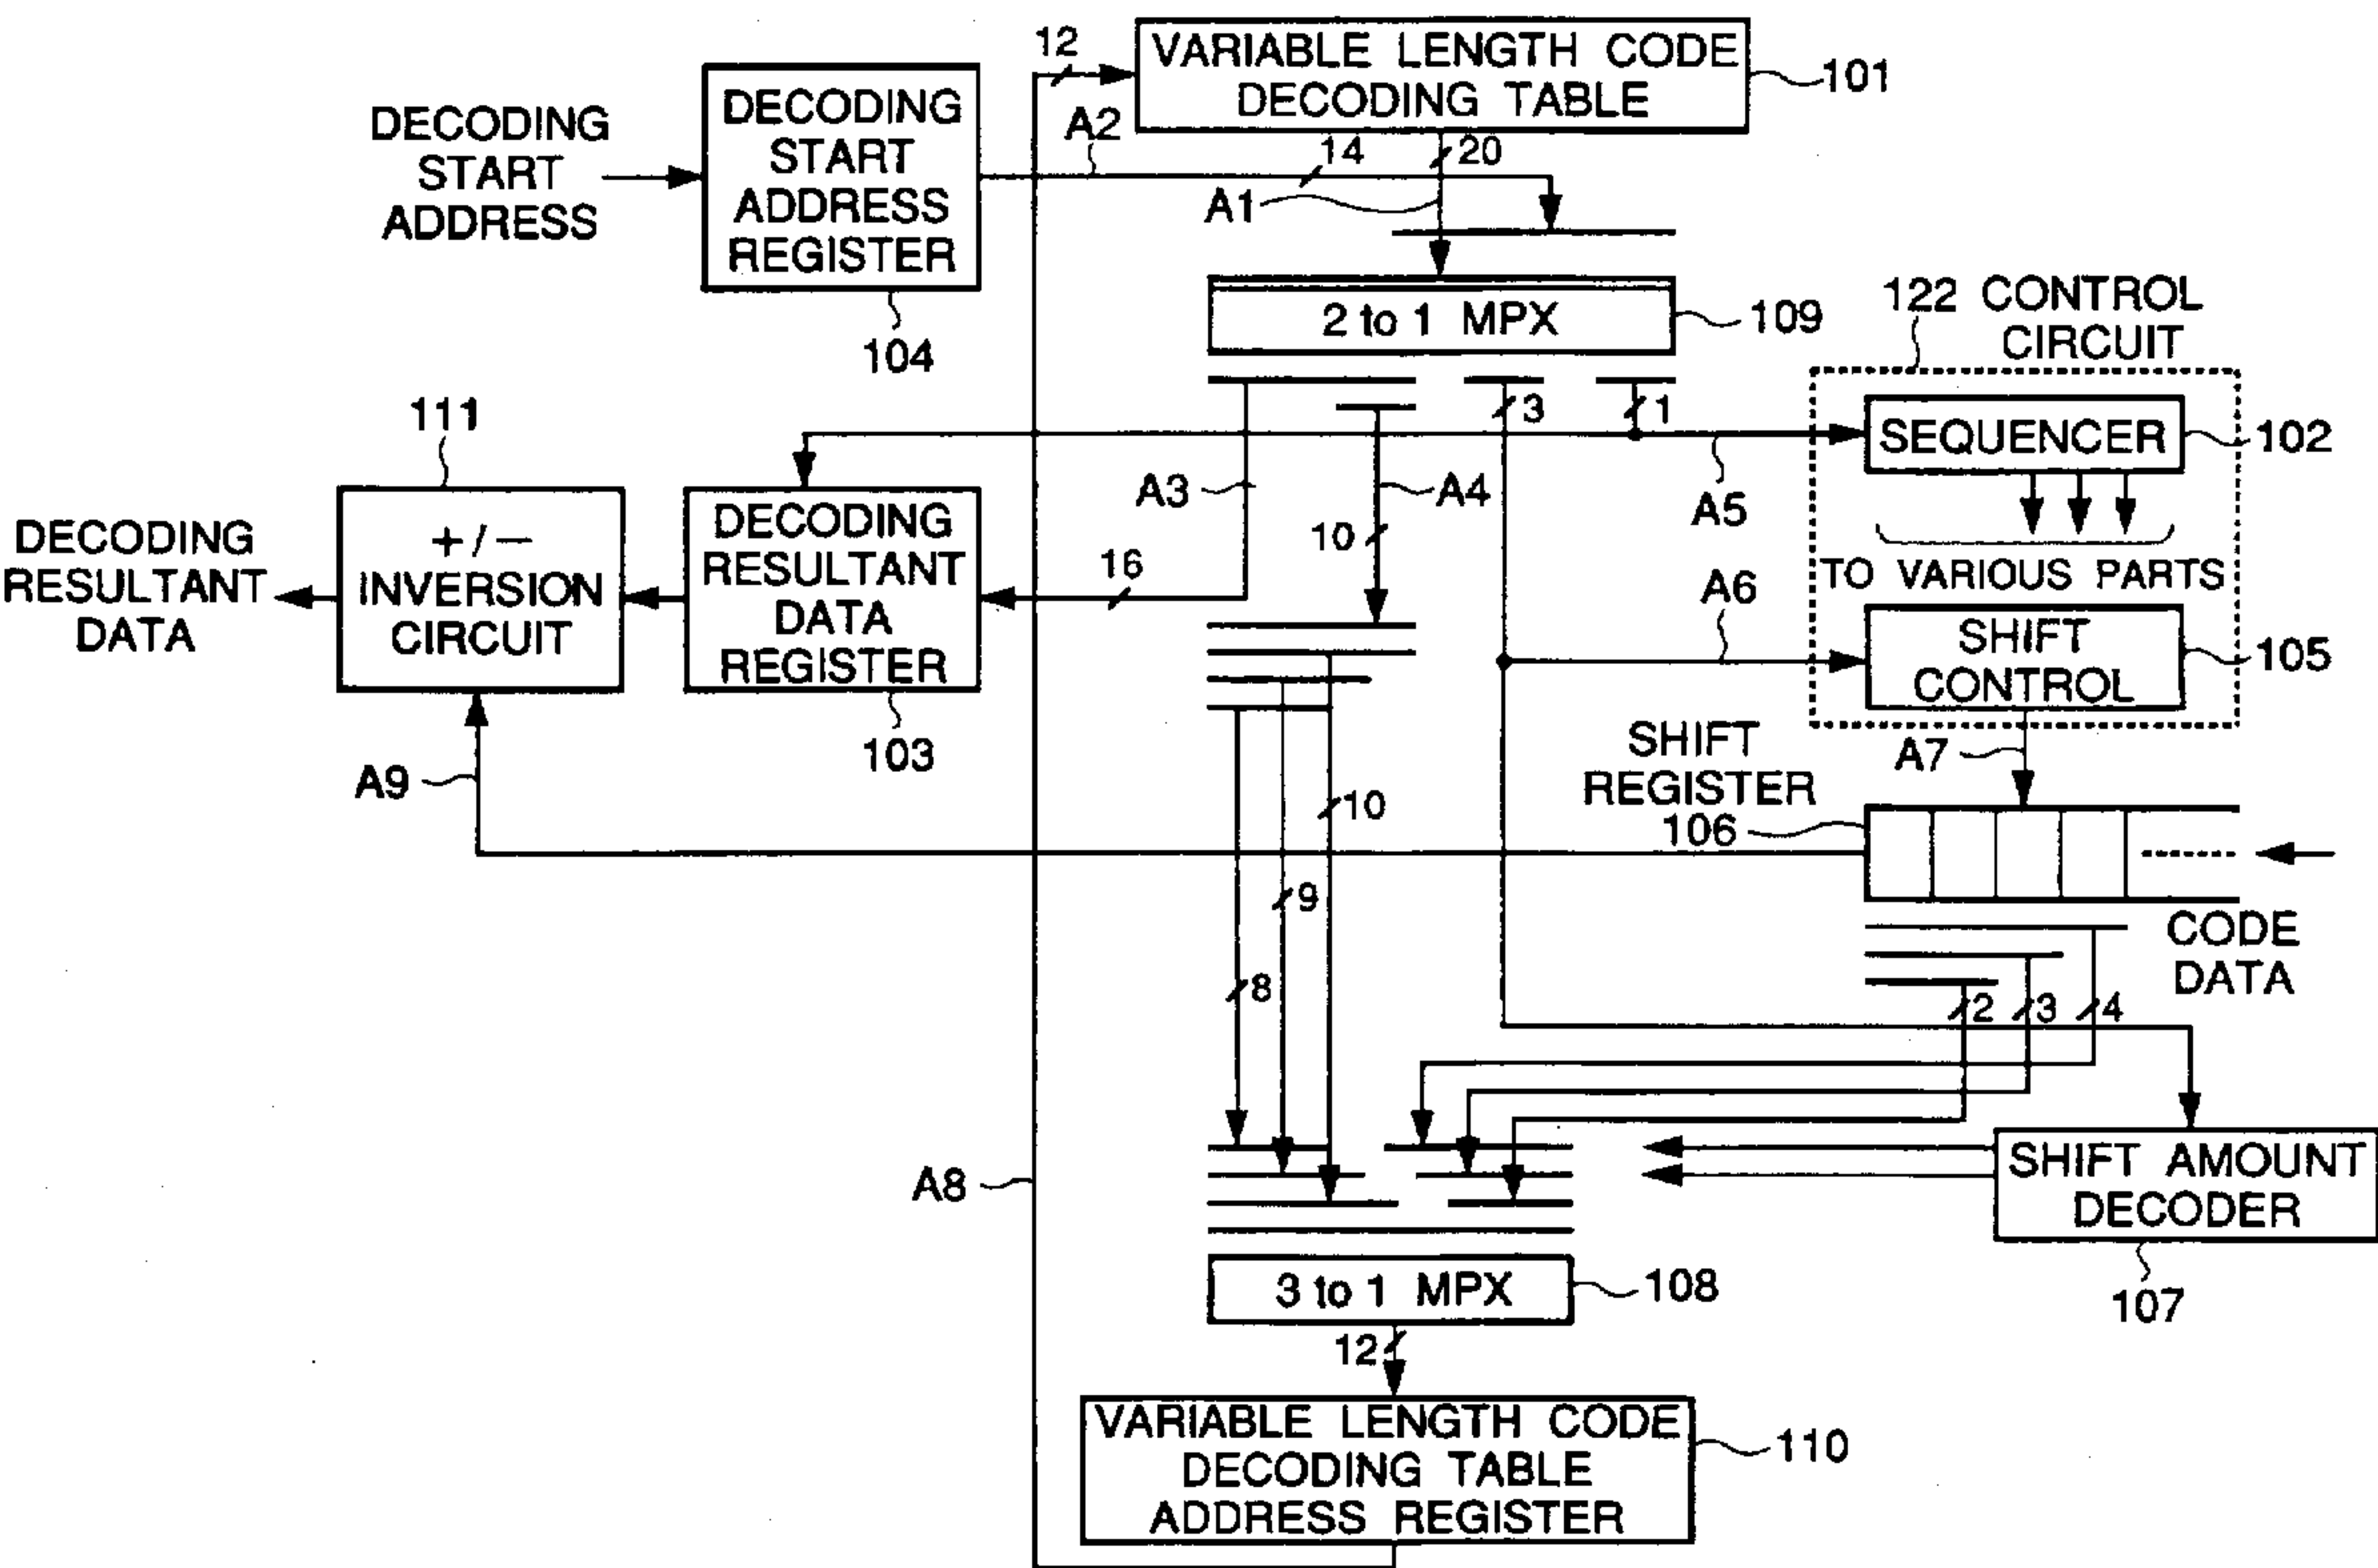 12
VARIABLE LENGTH CODE
DECODING TABLE
101
DECODING
START
ADDRESS
DECODING
START
ADDRESS
REGISTER
104
A2
14
20
A1
2 to 1 MPX
109
122 CONTROL
CIRCUIT
3
1
SEQUENCER
102
A5
TO VARIOUS PARTS
A6
SHIFT
CONTROL
105
111
A3
A4
10
16
DECODING
RESULTANT
DATA
+ / −
INVERSION
CIRCUIT
DECODING
RESULTANT
DATA
REGISTER
103
A9
SHIFT
REGISTER
106
A7
CODE
DATA
10
9
8
2
3
4
A8
SHIFT AMOUNT
DECODER
107
3 to 1 MPX
108
12
VARIABLE LENGTH CODE
DECODING TABLE
ADDRESS REGISTER
110